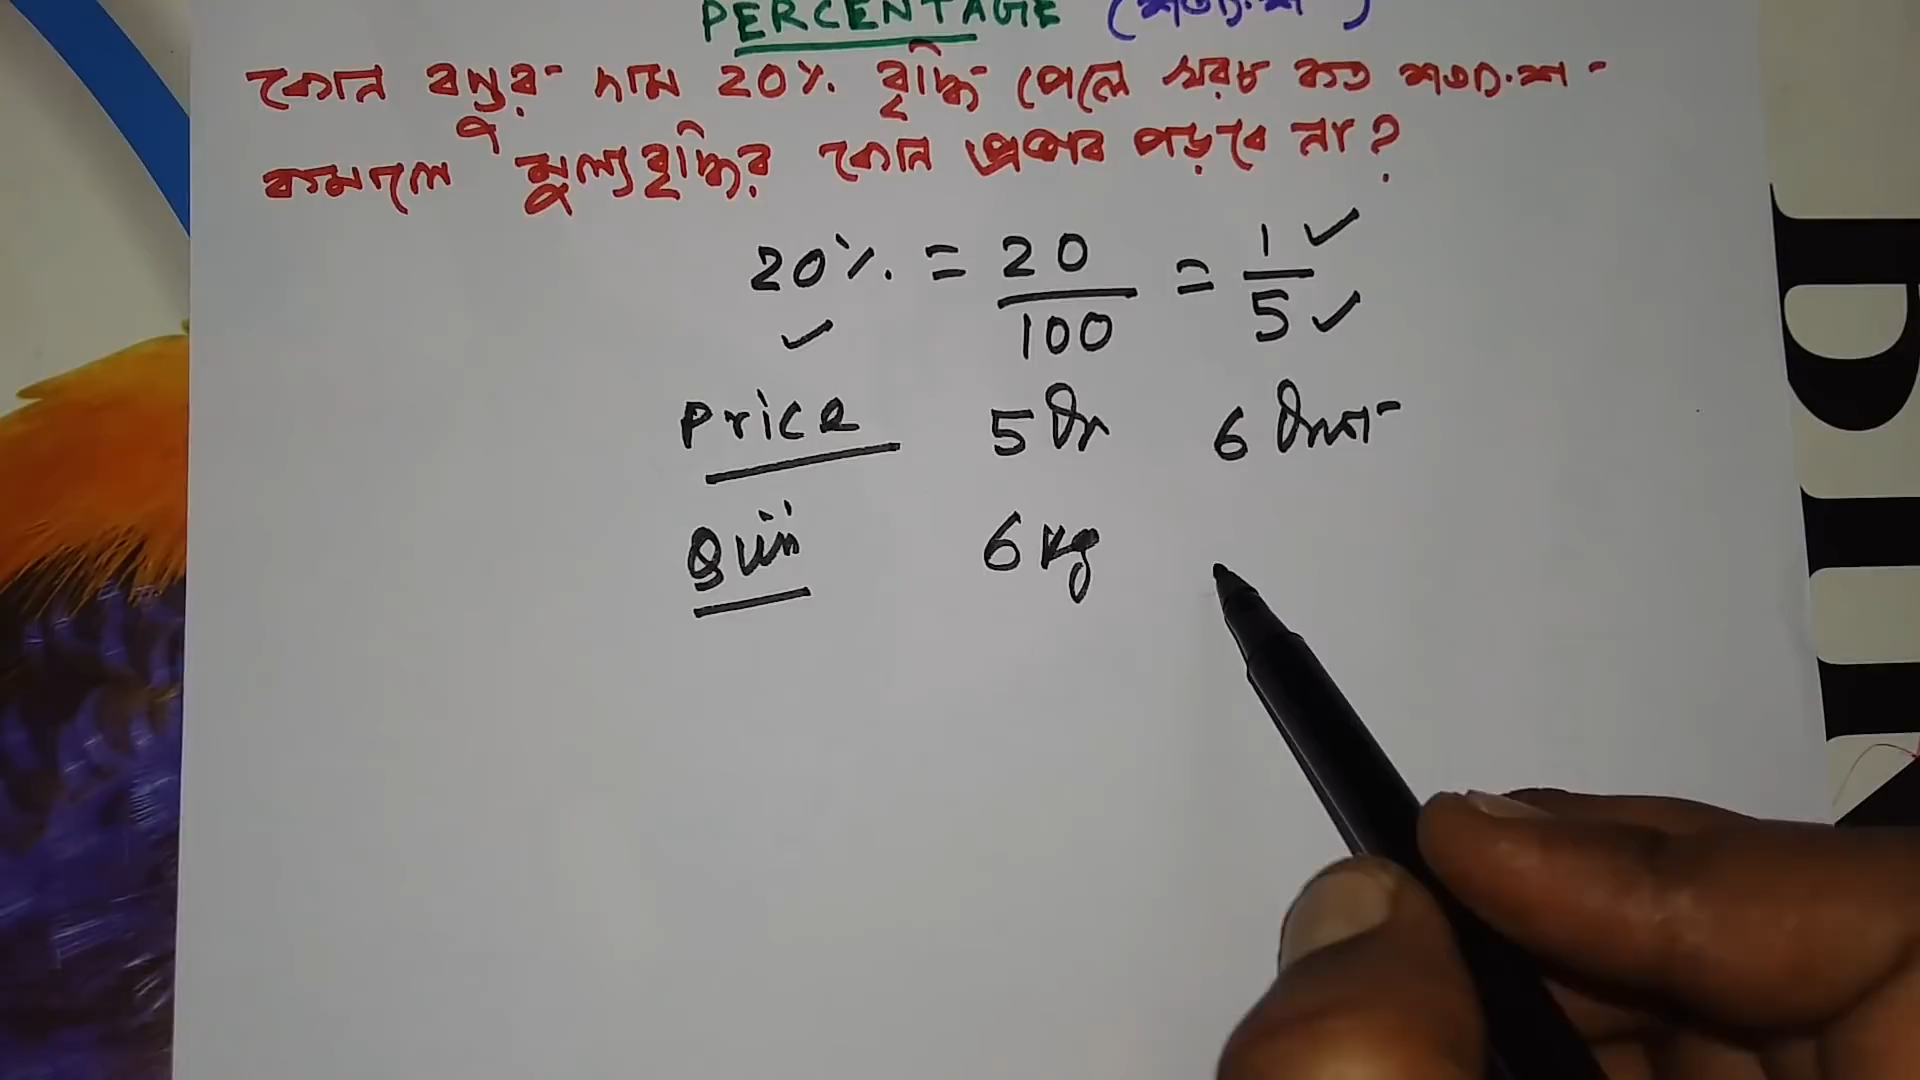 PERCENTAGE (শতাংশ)
কোন বস্তুর দাম 20% বৃদ্ধি পেলে খরচ কত শতাংশ
কমালে মুল্যবৃদ্ধির কোন প্রভাব পড়বে না?
20% = 20/100 = 1/5
Price 5 টা 6 টাকা
6 kg